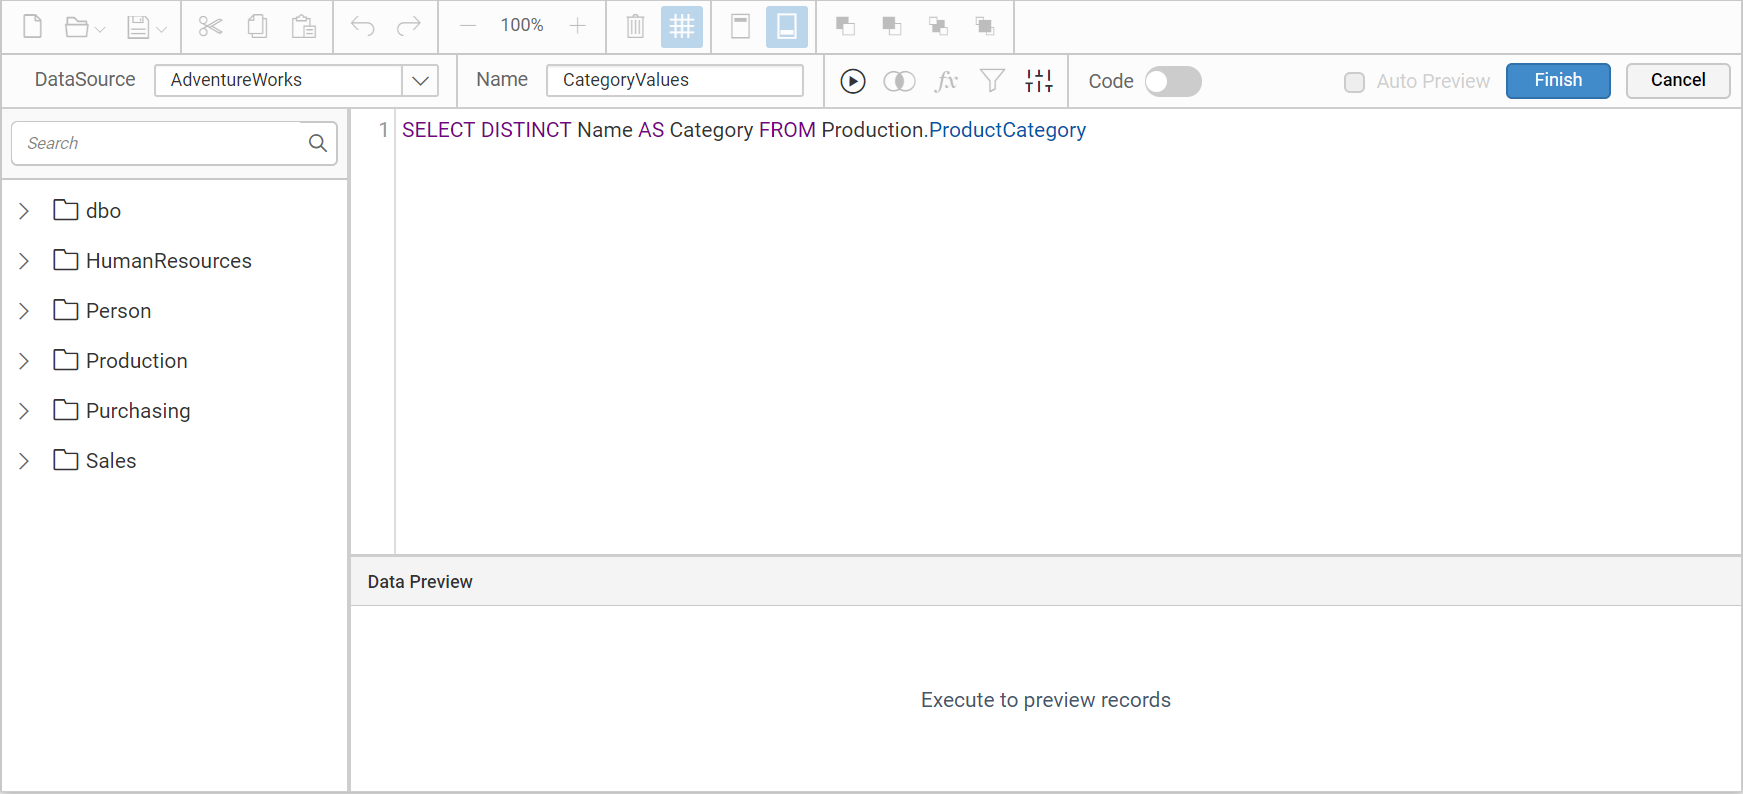 100%
DataSource AdventureWorks Name CategoryValues fx Code Auto Preview Finish Cancel
Search
1 SELECT DISTINCT Name AS Category FROM Production.ProductCategory
dbo
HumanResources
Person
Production
Purchasing
Sales
Data Preview
Execute to preview records